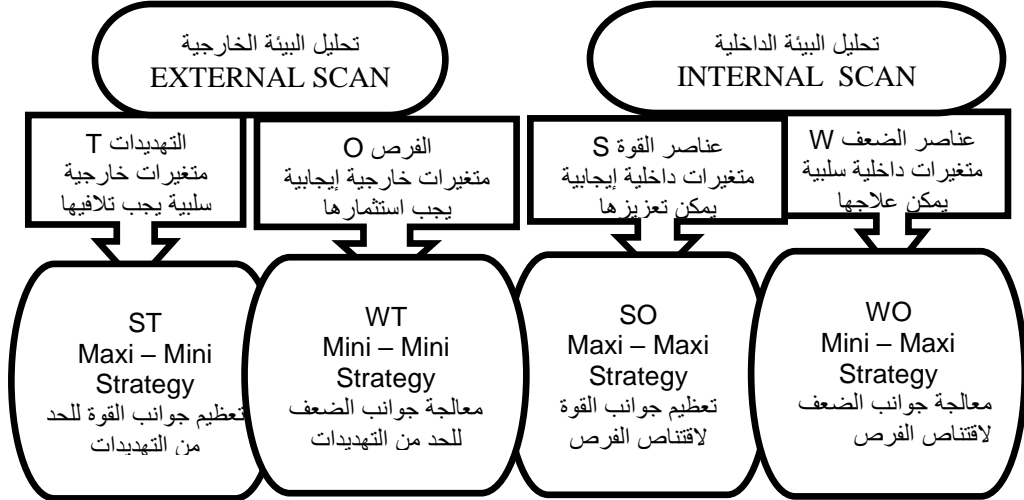 تحليل البيئة الداخلية
INTERNAL SCAN
تحليل البيئة الخارجية
EXTERNAL SCAN
عناصر الضعف W
متغيرات داخلية سلبية
يمكن علاجها
عناصر القوة S
متغيرات داخلية إيجابية
يمكن تعزيزها
الفرص O
متغيرات خارجية إيجابية
يجب استثمارها
التهديدات T
متغيرات خارجية
سلبية يجب تلافيها
WO
Mini – Maxi
Strategy
معالجة جوانب الضعف
لاقتناص الفرص
SO
Maxi – Maxi
Strategy
تعظيم جوانب القوة
لاقتناص الفرص
WT
Mini – Mini
Strategy
معالجة جوانب الضعف
للحد من التهديدات
ST
Maxi – Mini
Strategy
تعظيم جوانب القوة للحد
من التهديدات